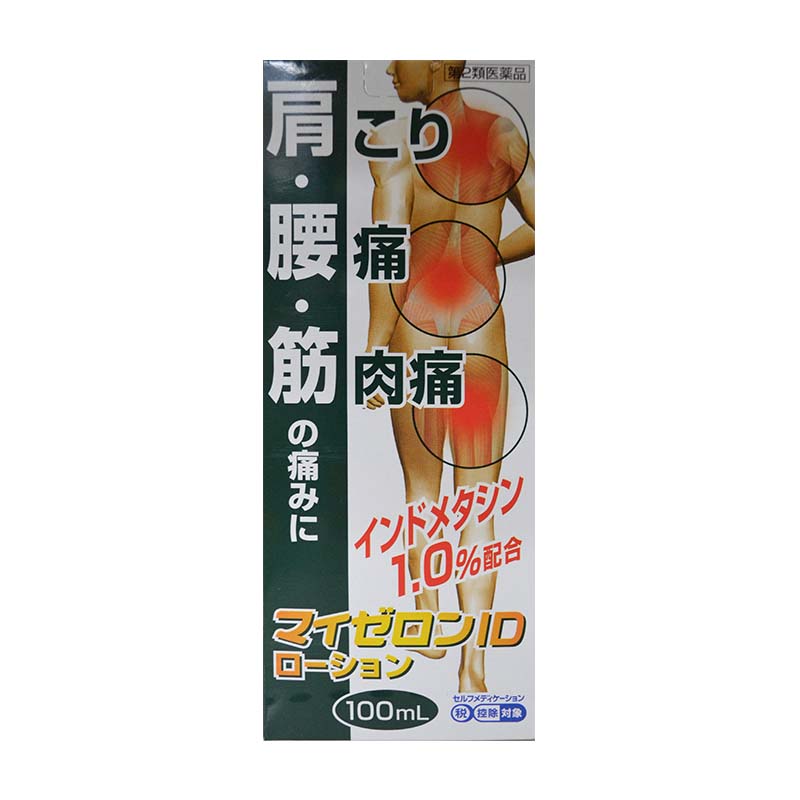 第2類医薬品
肩こり
・
腰痛
・
筋肉痛
の痛みに
インドメタシン
1.0%配合
マイゼロンID
ローション
100mL
セルフメディケーション
税 控除 対象